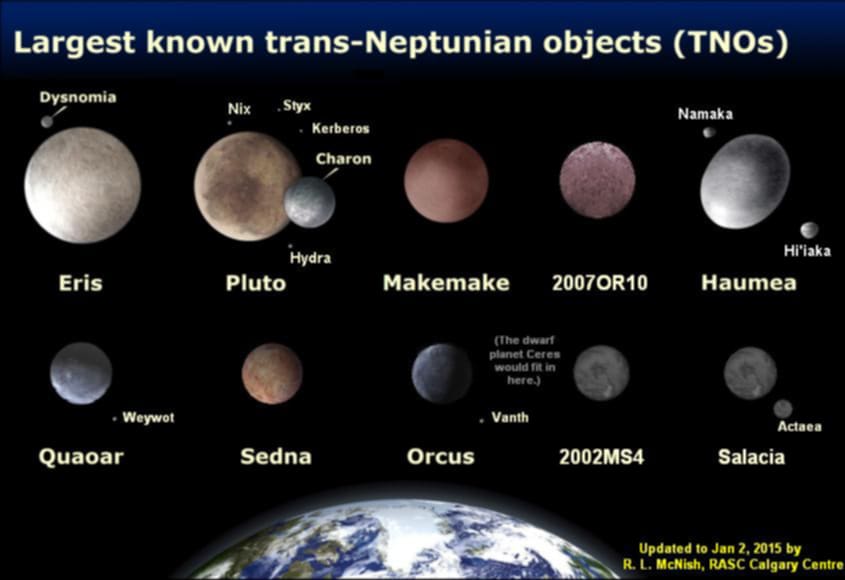 Largest known trans-Neptunian objects (TNOs)
Dysnomia
Nix
Styx
Kerberos
Charon
Hydra
Namaka
Hi'iaka
Eris
Pluto
Makemake
2007OR10
Haumea
(The dwarf
planet Ceres
would fit in
here.)
Weywot
Vanth
Actaea
Quaoar
Sedna
Orcus
2002MS4
Salacia
Updated to Jan 2, 2015 by
R. L. McNish, RASC Calgary Centre